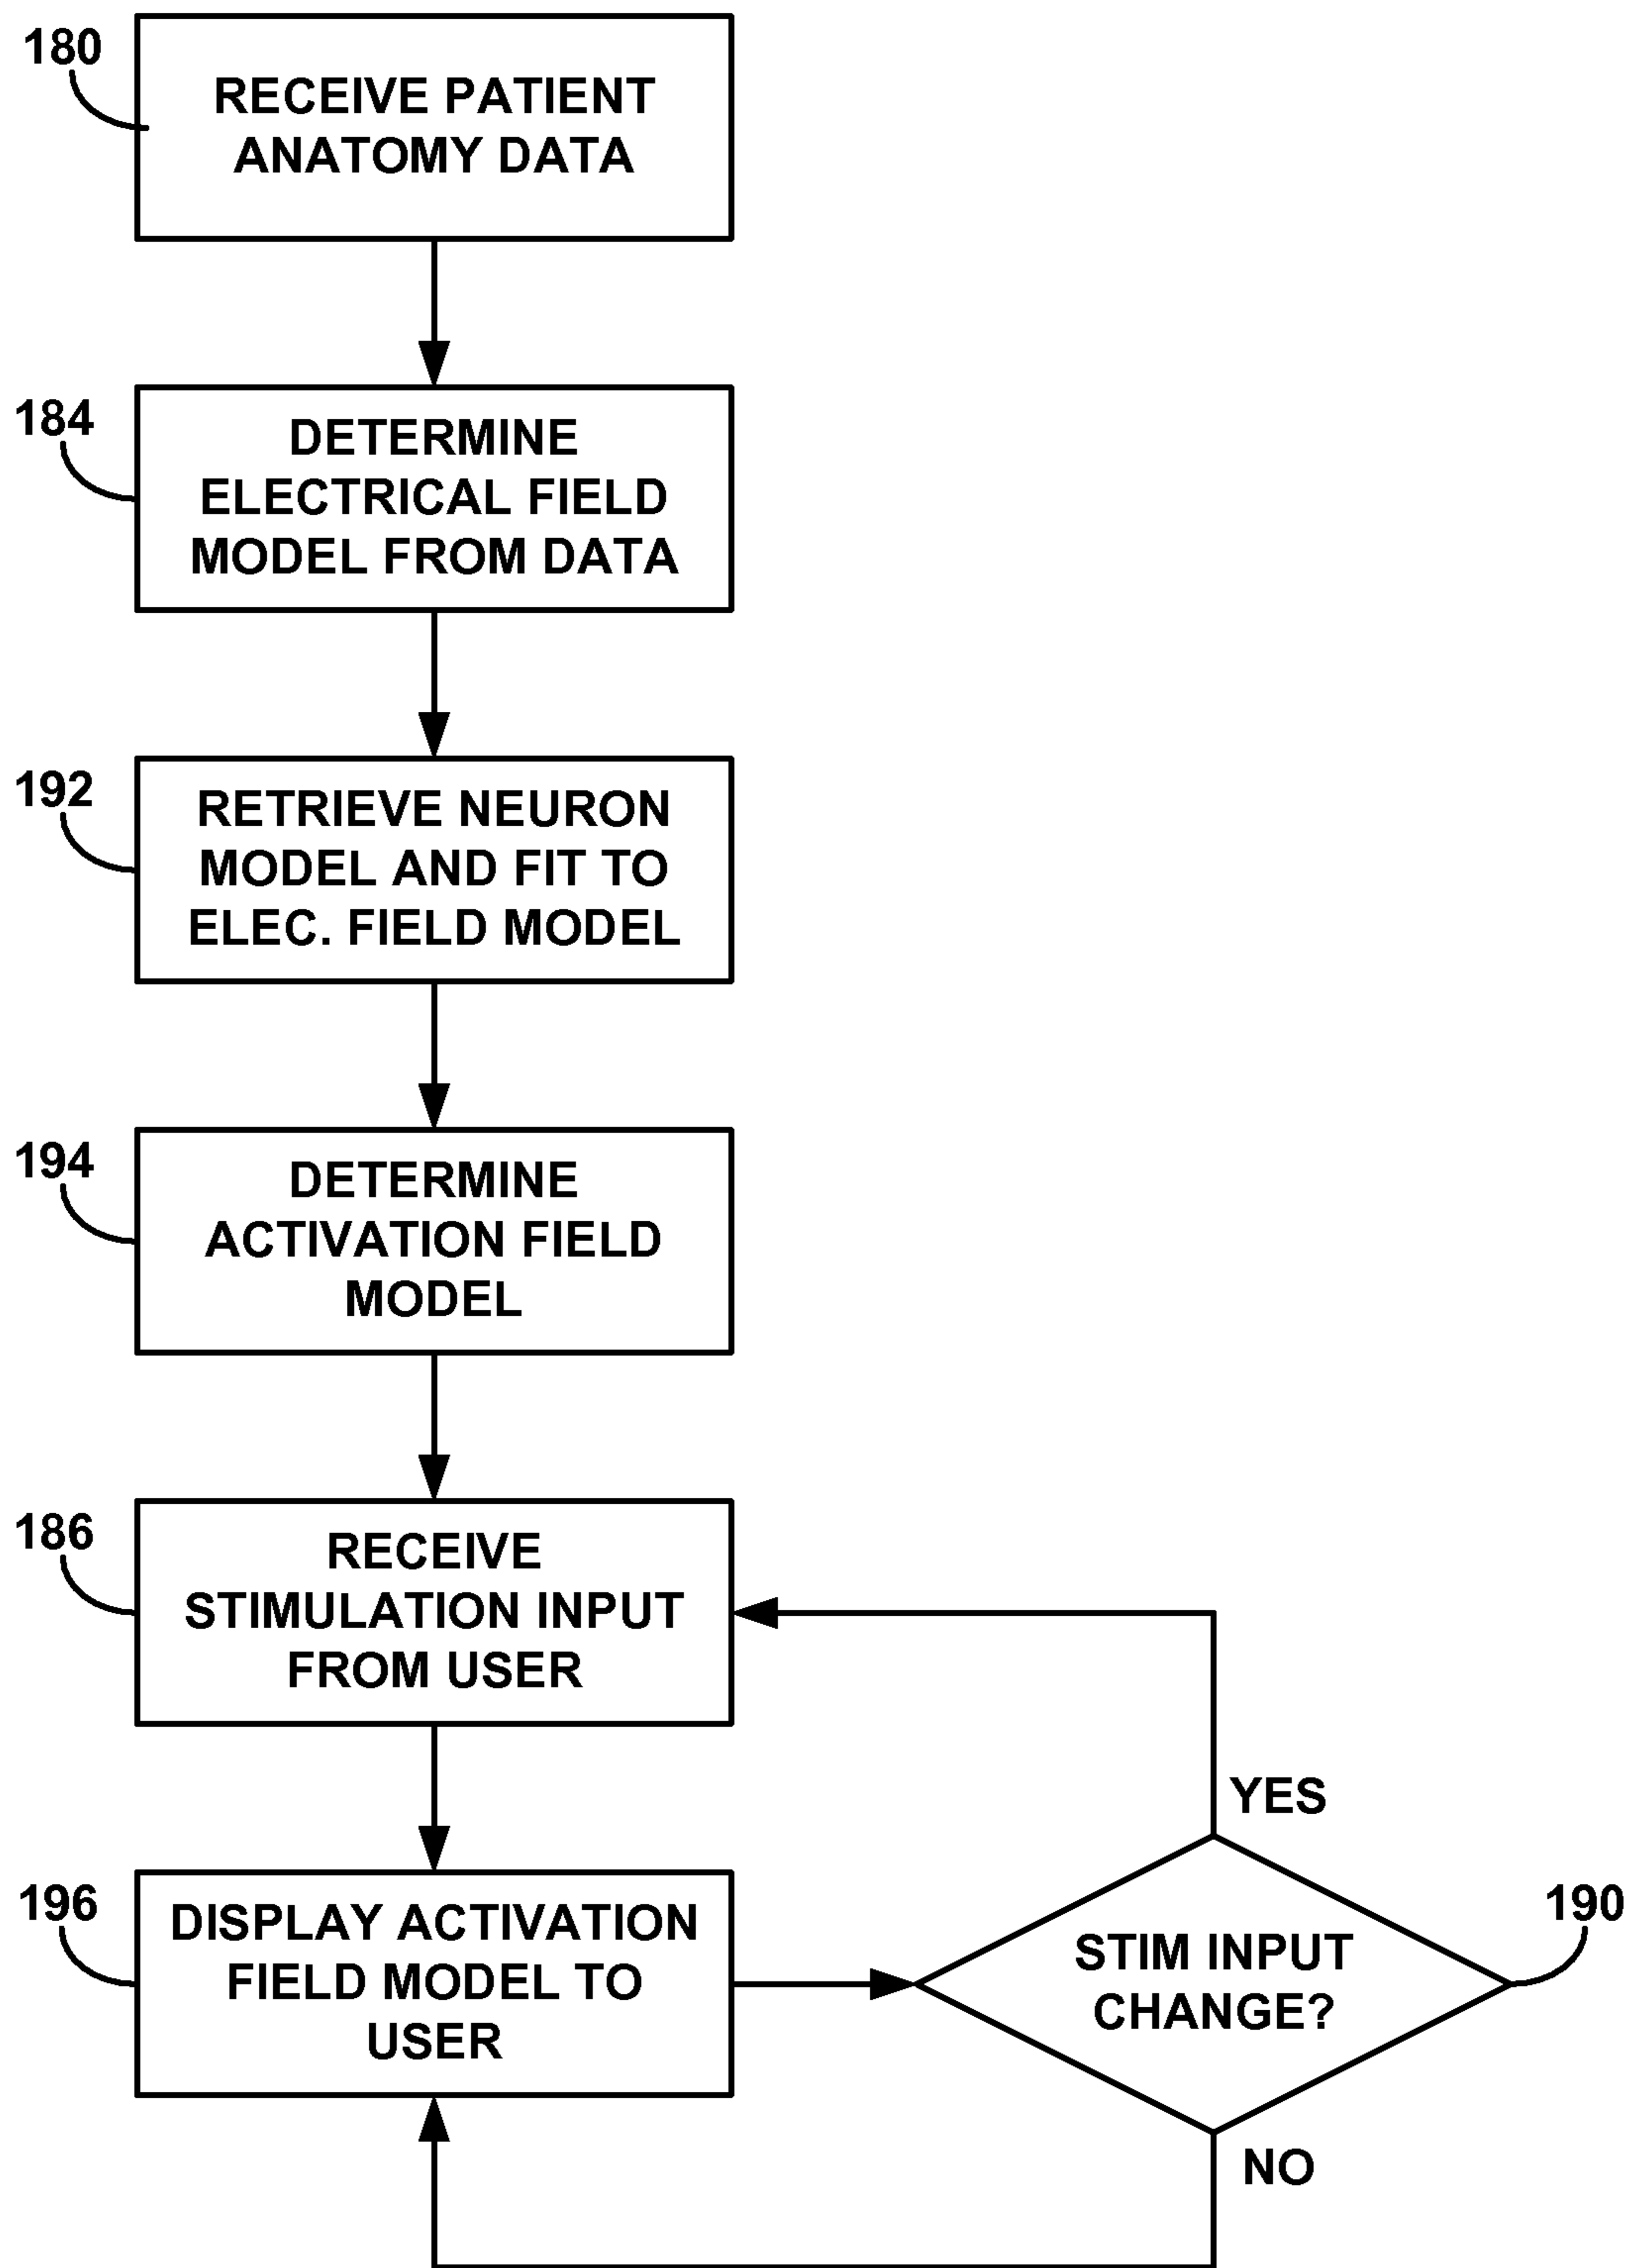 180
RECEIVE PATIENT
ANATOMY DATA
184
DETERMINE
ELECTRICAL FIELD
MODEL FROM DATA
192
RETRIEVE NEURON
MODEL AND FIT TO
ELEC. FIELD MODEL
194
DETERMINE
ACTIVATION FIELD
MODEL
186
RECEIVE
STIMULATION INPUT
FROM USER
YES
196
DISPLAY ACTIVATION
FIELD MODEL TO
USER
190
STIM INPUT
CHANGE?
NO